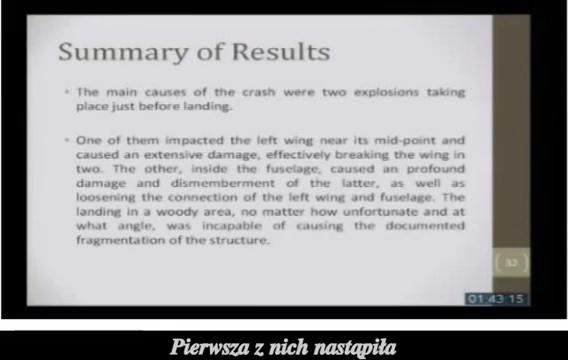 Summary of Results
• The main causes of the crash were two explosions taking
place just before landing.
• One of them impacted the left wing near its mid-point and
caused an extensive damage, effectively breaking the wing in
two. The other, inside the fuselage, caused an profound
damage and dismemberment of the latter, as well as
loosening the connection of the left wing and fuselage. The
landing in a woody area, no matter how unfortunate and at
what angle, was incapable of causing the documented
fragmentation of the structure.
( 32 )
01:43:15
Pierwsza z nich nastąpiła